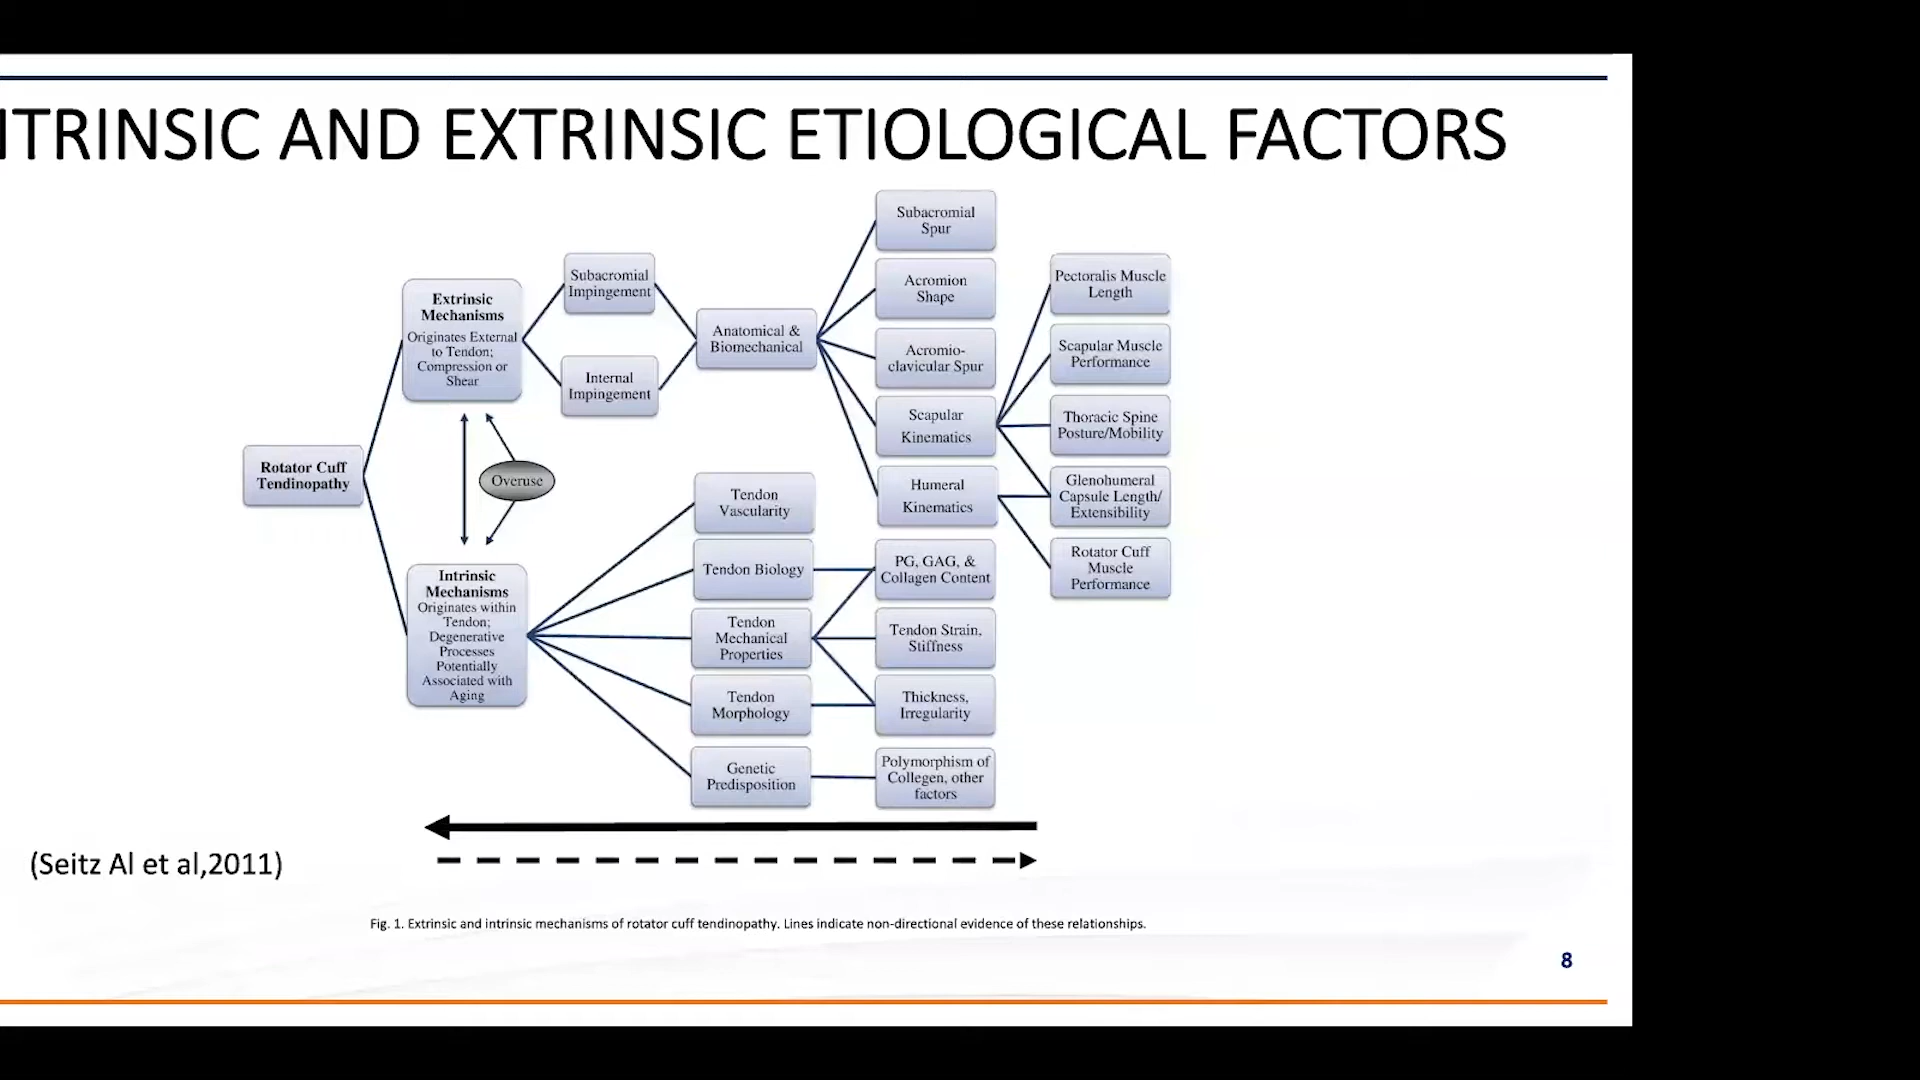 NTRINSIC AND EXTRINSIC ETIOLOGICAL FACTORS
Rotator Cuff
Tendinopathy
Extrinsic
Mechanisms
Originates External
to Tendon;
Compression or
Shear
Overuse
Intrinsic
Mechanisms
Originates within
Tendon;
Degenerative
Processes
Potentially
Associated with
Aging
Subacromial
Impingement
Internal
Impingement
Anatomical &
Biomechanical
Subacromial
Spur
Acromion
Shape
Acromio-
clavicular Spur
Scapular
Kinematics
Humeral
Kinematics
Pectoralis Muscle
Length
Scapular Muscle
Performance
Thoracic Spine
Posture/Mobility
Glenohumeral
Capsule Length/
Extensibility
Rotator Cuff
Muscle
Performance
Tendon
Vascularity
Tendon Biology
Tendon
Mechanical
Properties
Tendon
Morphology
Genetic
Predisposition
PG, GAG, &
Collagen Content
Tendon Strain,
Stiffness
Thickness,
Irregularity
Polymorphism of
Collegen, other
factors
(Seitz Al et al,2011)
Fig. 1. Extrinsic and intrinsic mechanisms of rotator cuff tendinopathy. Lines indicate non-directional evidence of these relationships.
8